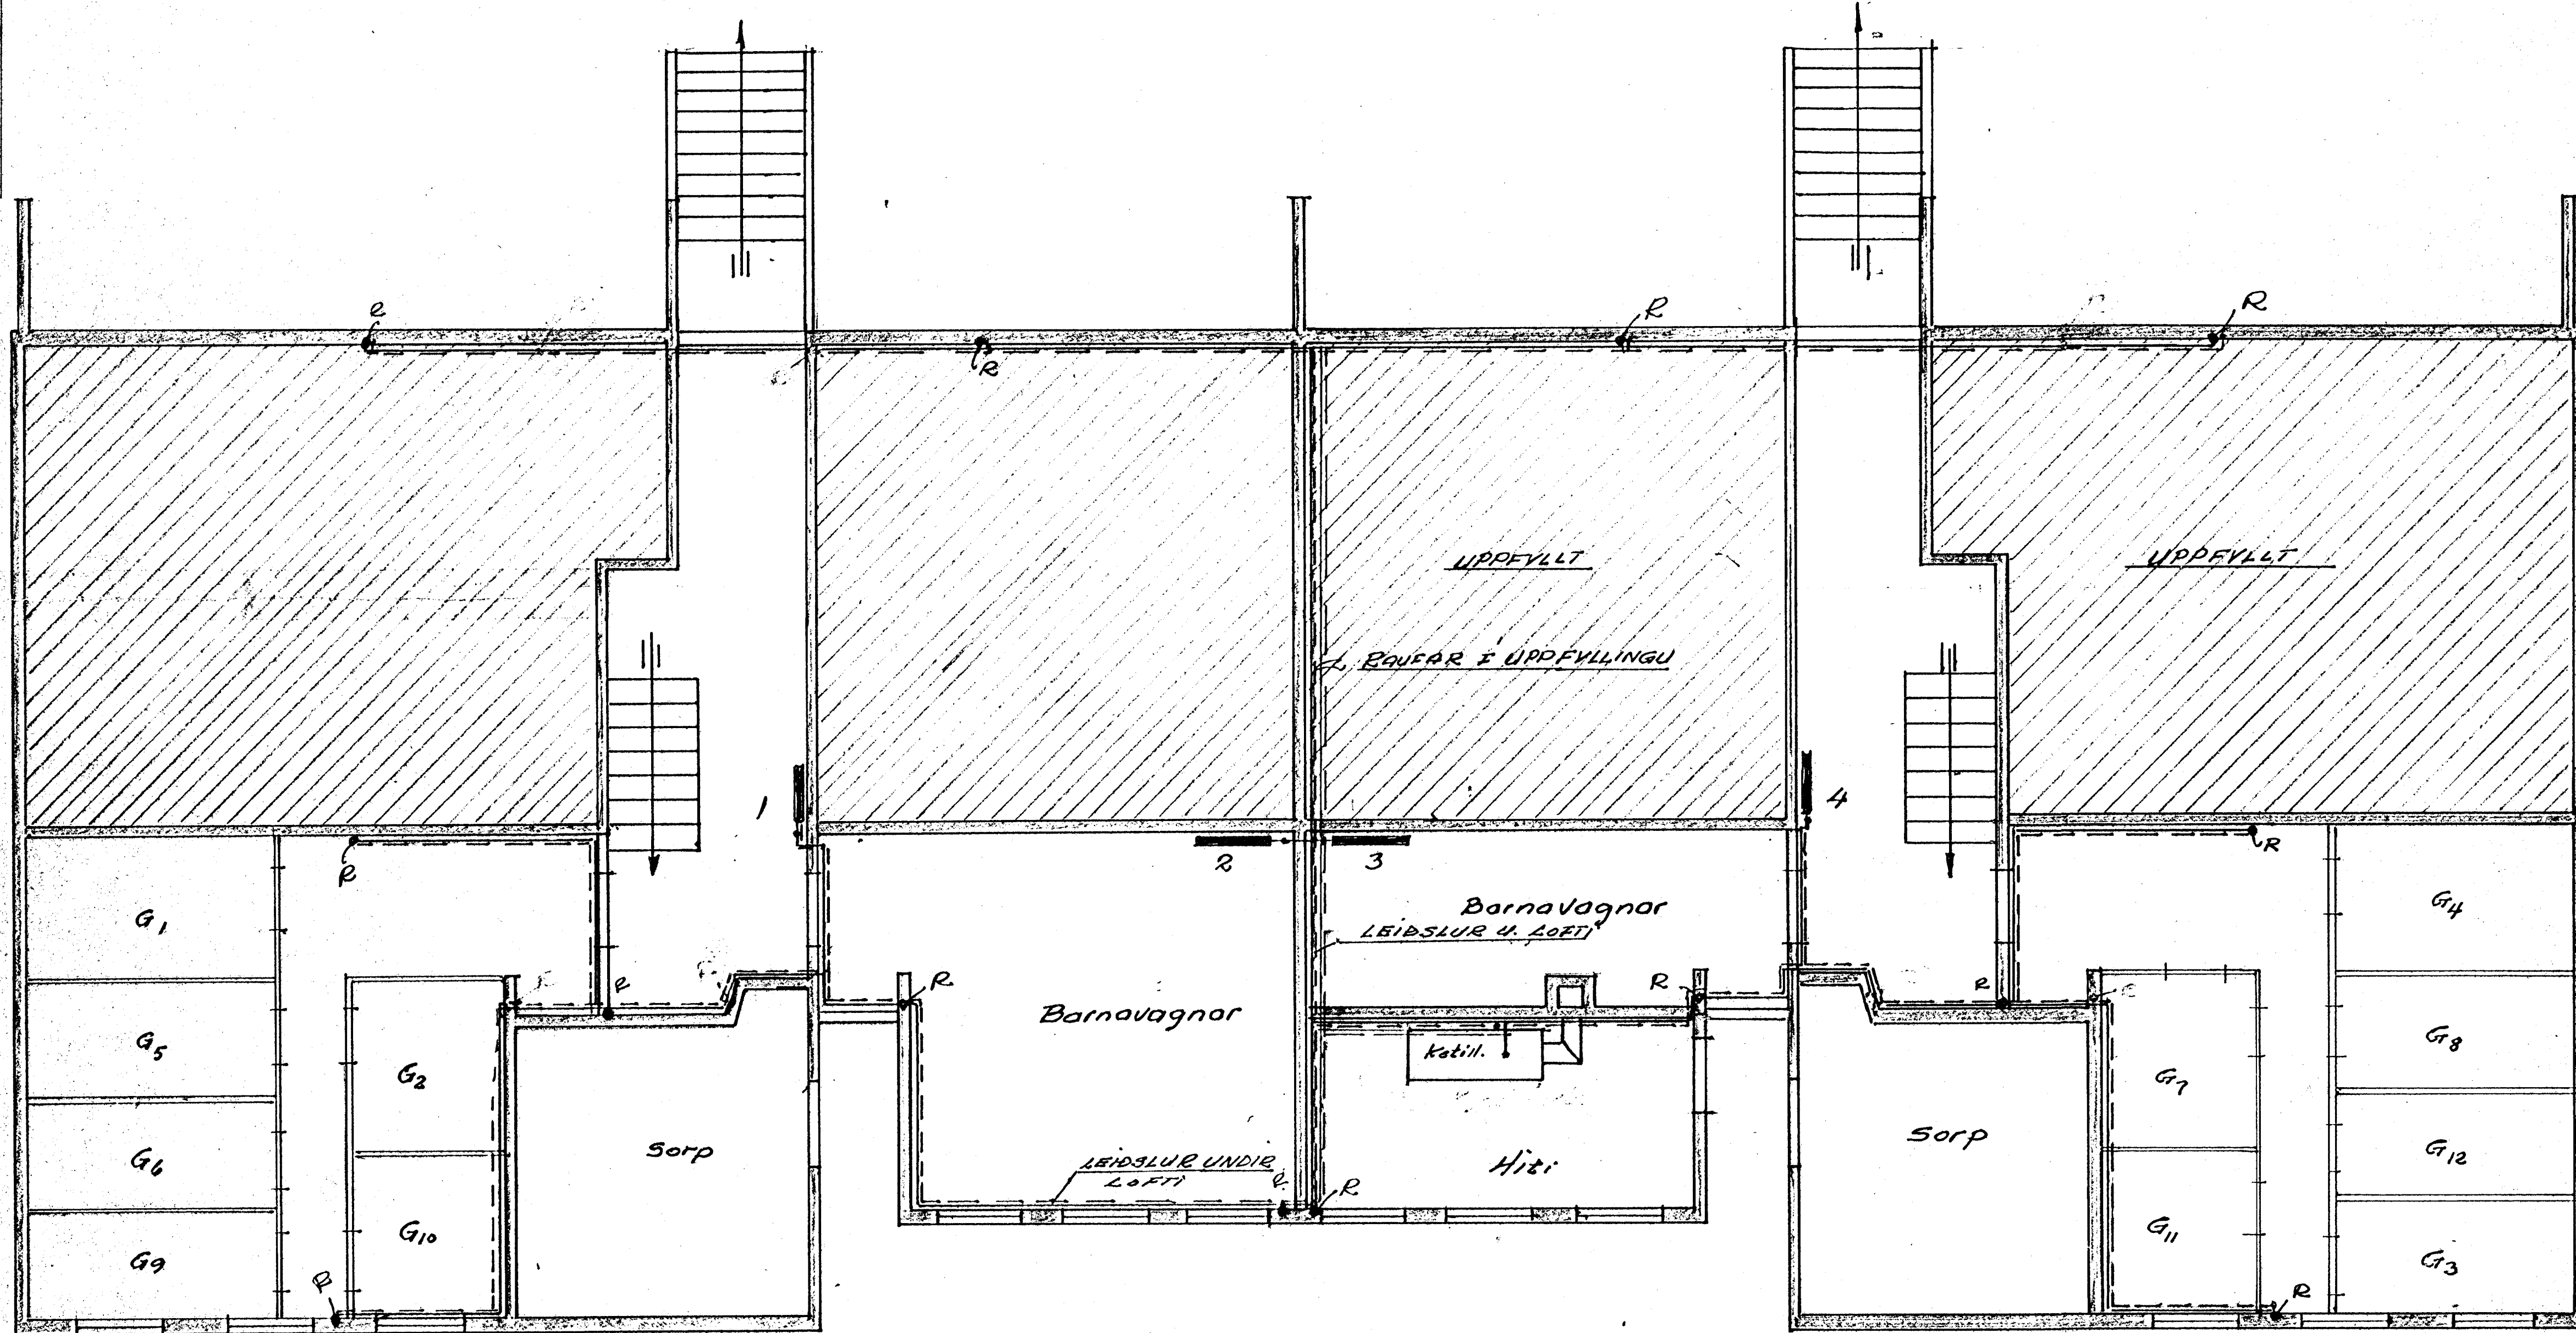 R
R
R
R
UPPFYLLT
UPPFYLLT
RAUFAR Í UPPFYLLINGU
1
4
2
3
R
R
G1
G4
Barnavagnar
LEIÐSLUR U. LOFTI
R
R
R
R
Barnavagnar
G5
G2
Ketill.
G7
G8
Sorp
Sorp
G6
G12
LEIÐSLUR UNDIR
LOFTI
Hiti
R
R
G10
G11
G9
G3
R
R